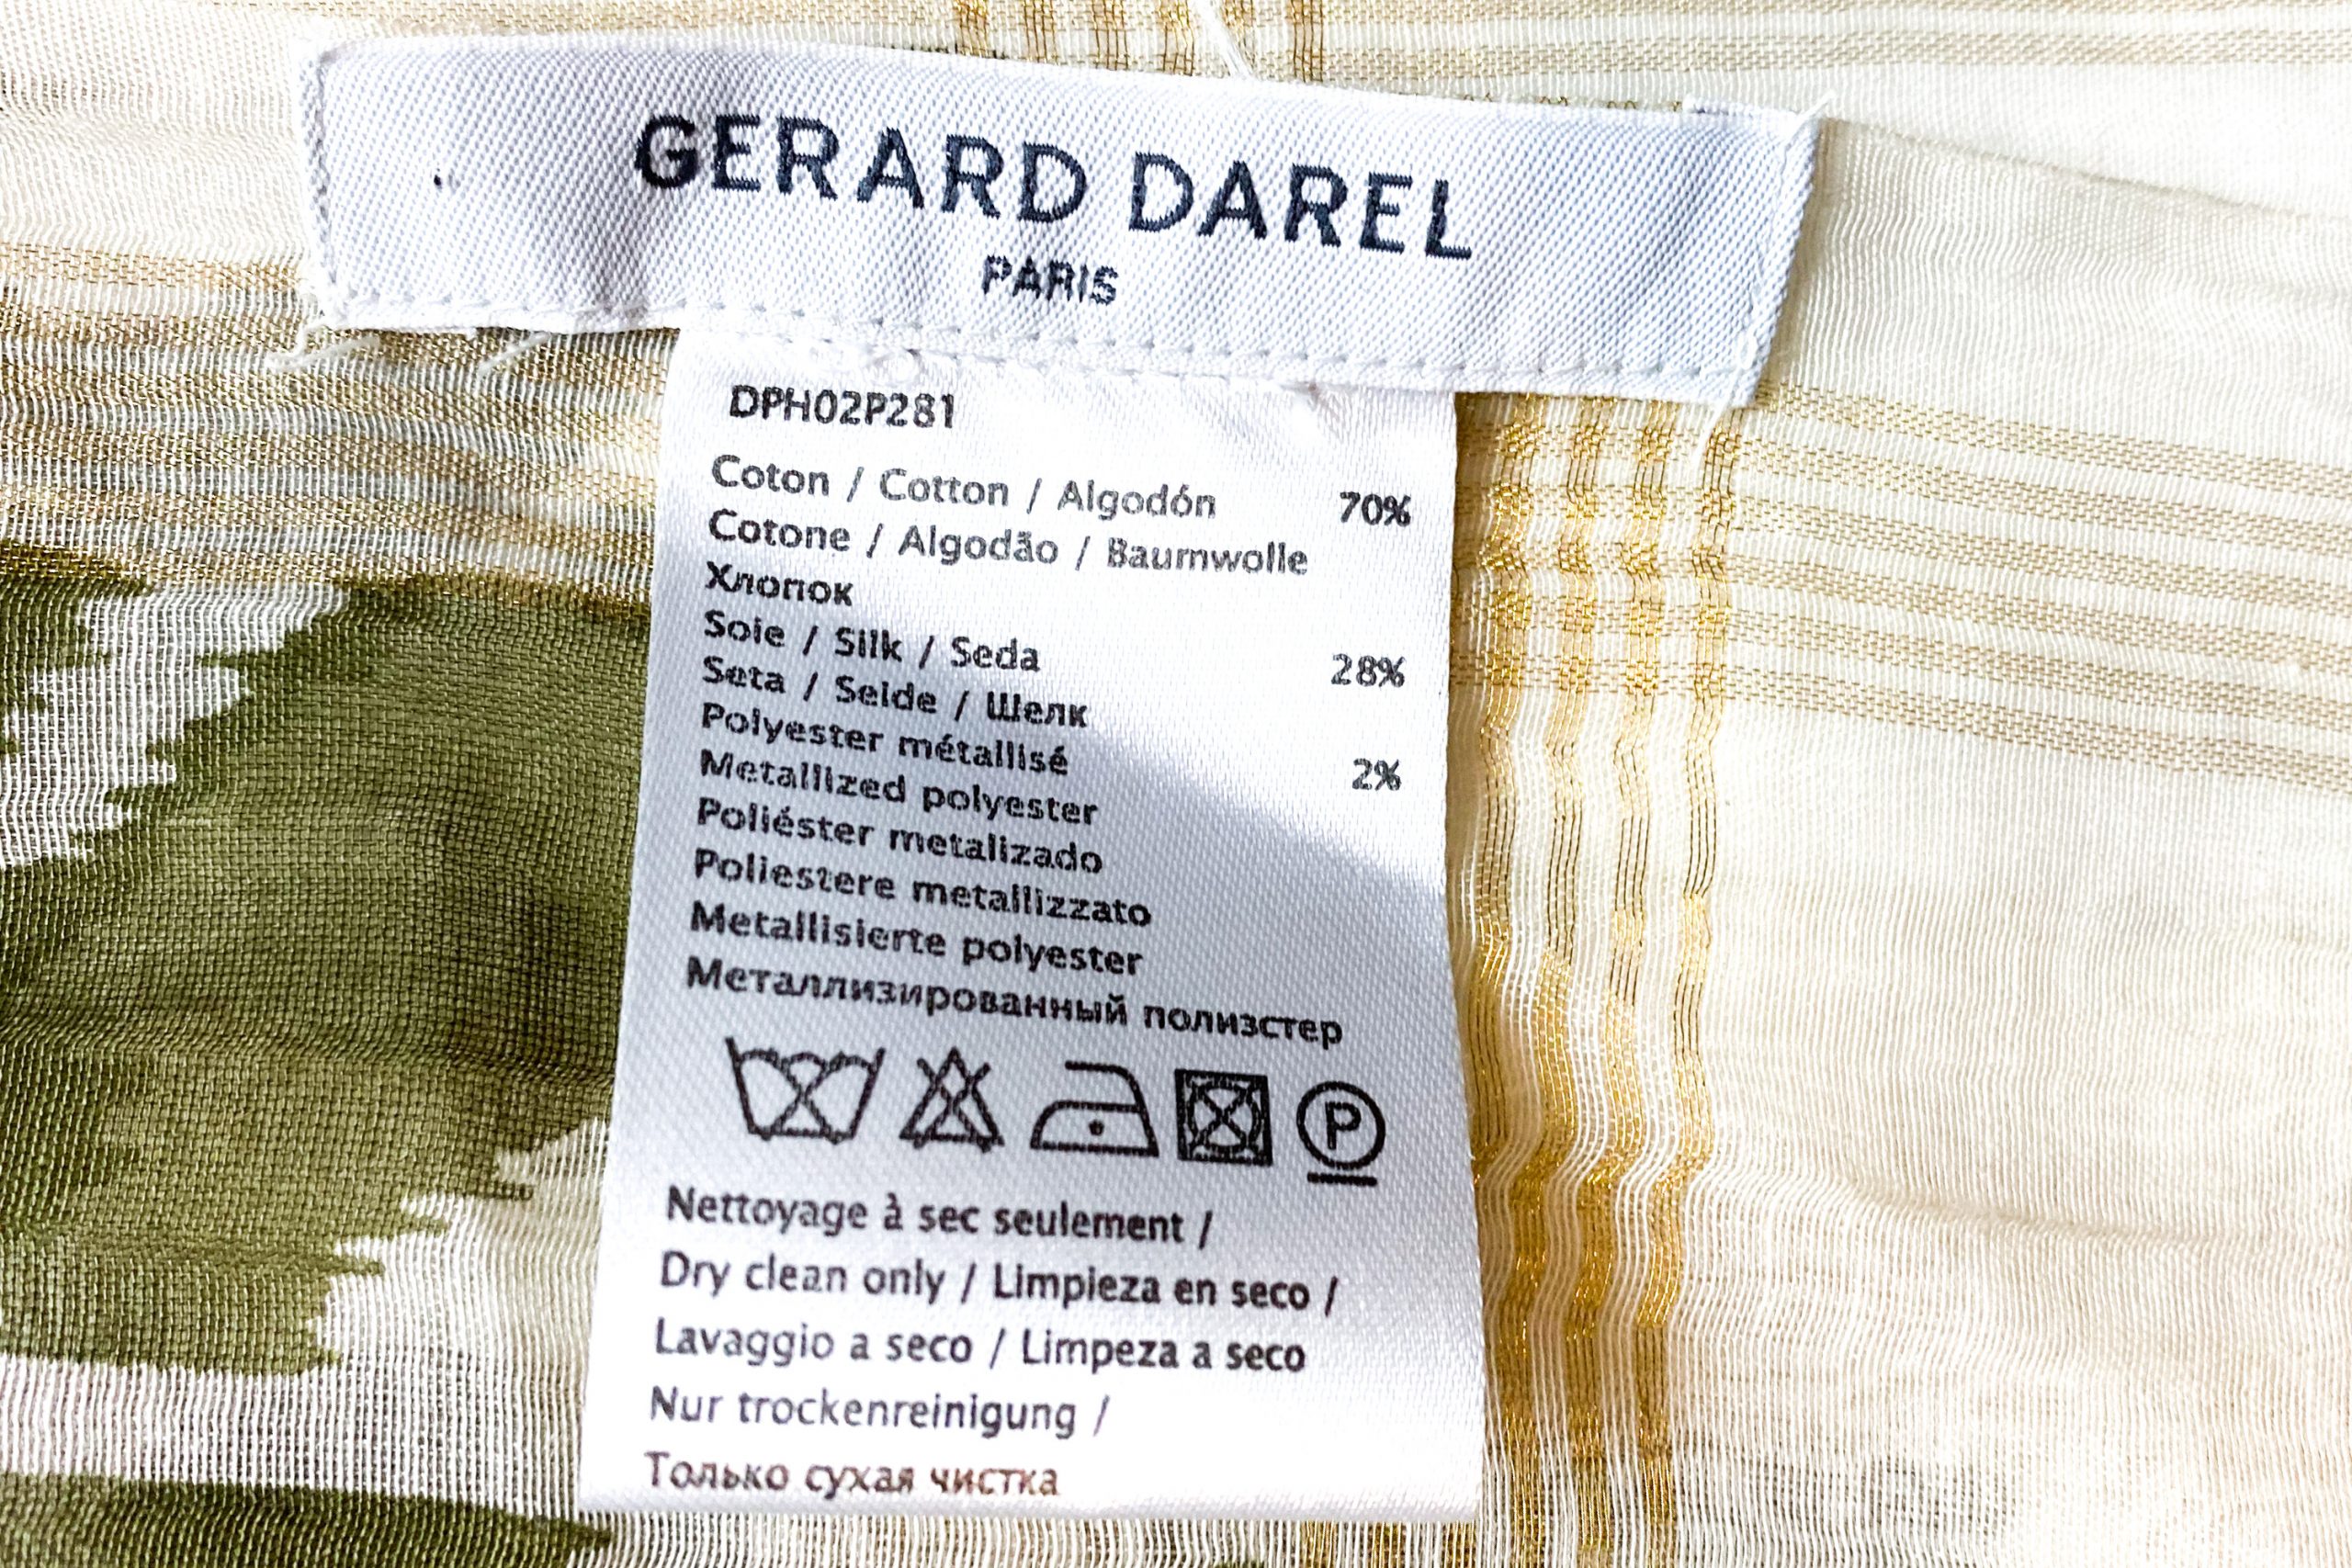 GERARD DAREL
PARIS
DPH02P281
Coton / Cotton / Algodón 70%
Cotone / Algodão / Baumwolle
Хлопок
Soie / Silk / Seda 28%
Seta / Seide / Шелк
Polyester métallisé 2%
Metallized polyester
Poliéster metalizado
Poliestere metallizzato
Metallisierte polyester
Металлизированный полизстер
P
Nettoyage à sec seulement /
Dry clean only / Limpieza en seco /
Lavaggio a seco / Limpeza a seco
Nur trockenreinigung /
Только сухая чистка